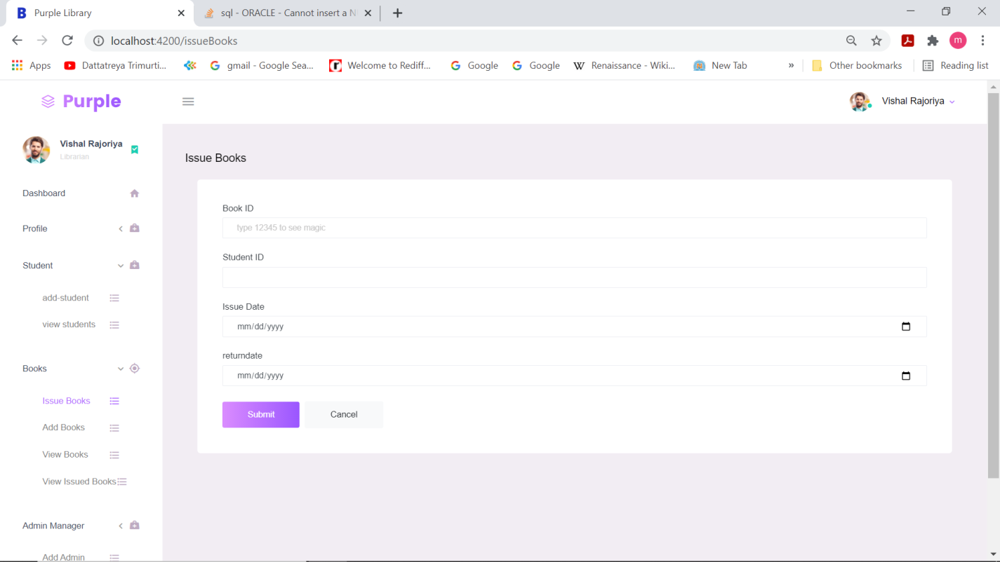 Purple Library
sql - ORACLE - Cannot insert a N
localhost:4200/issueBooks
m
Apps
Dattatreya Trimurti...
gmail - Google Sea...
Welcome to Rediff...
Google
Google
Renaissance - Wiki...
New Tab
»
Other bookmarks
Reading list
Purple
Vishal Rajoriya
Vishal Rajoriya
Librarian
Dashboard
Profile
Student
add-student
view students
Books
Issue Books
Add Books
View Books
View Issued Books
Admin Manager
Add Admin
Issue Books
Book ID
type 12345 to see magic
Student ID
Issue Date
mm/dd/yyyy
returndate
mm/dd/yyyy
Submit
Cancel